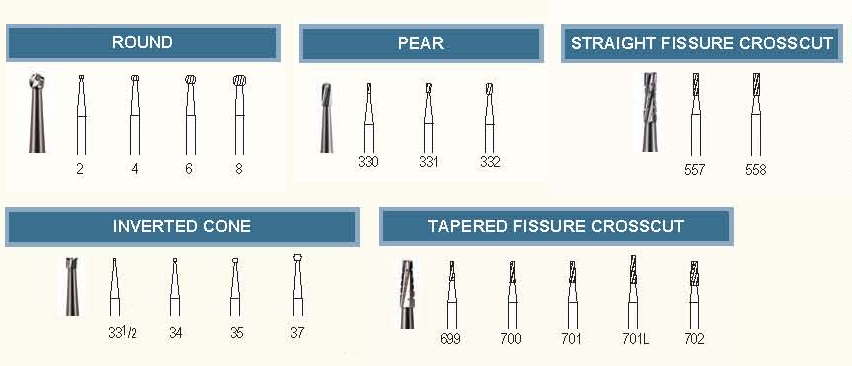 ROUND
2 4 6 8
PEAR
330 331 332
STRAIGHT FISSURE CROSSCUT
557 558
INVERTED CONE
33 1/2 34 35 37
TAPERED FISSURE CROSSCUT
699 700 701 701L 702